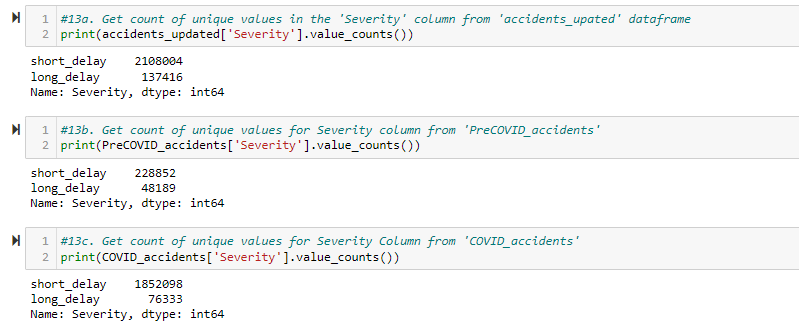 1 #13a. Get count of unique values in the 'Severity' column from 'accidents_upated' dataframe
2 print(accidents_updated['Severity'].value_counts())
short_delay    2108004
long_delay      137416
Name: Severity, dtype: int64
1 #13b. Get count of unique values for Severity column from 'PreCOVID_accidents'
2 print(PreCOVID_accidents['Severity'].value_counts())
short_delay    228852
long_delay      48189
Name: Severity, dtype: int64
1 #13c. Get count of unique values for Severity Column from 'COVID_accidents'
2 print(COVID_accidents['Severity'].value_counts())
short_delay    1852098
long_delay       76333
Name: Severity, dtype: int64